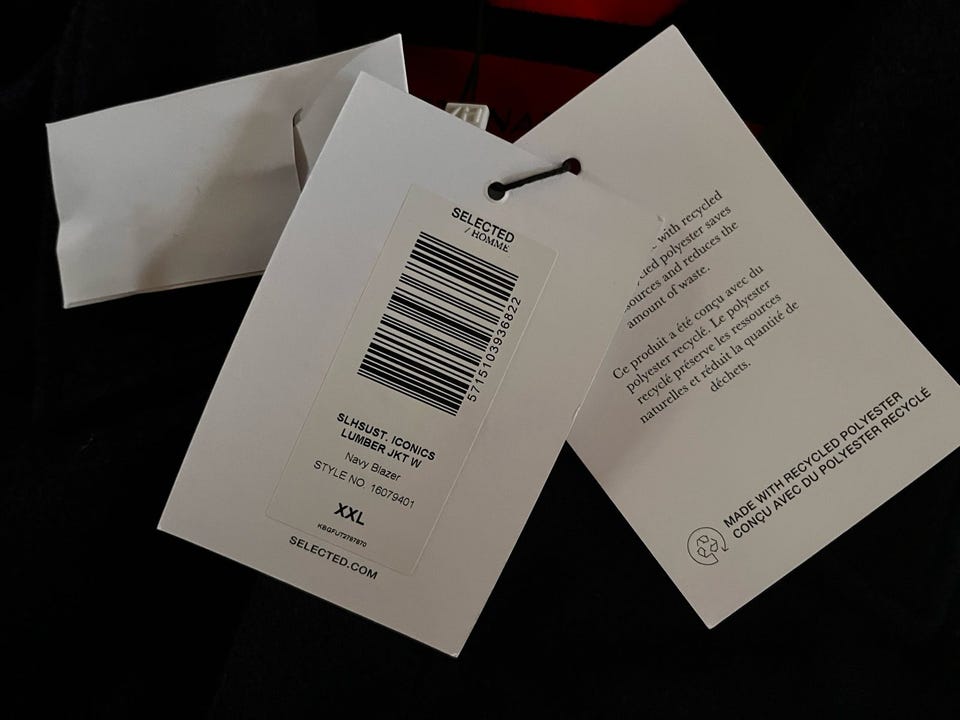 SELECTED
/ HOMME
5715103936822
SLHSUST. ICONICS
LUMBER JKT W
Navy Blazer
STYLE NO 16079401
XXL
KBGFUT2787870
SELECTED.COM
with recycled
polyester saves
and reduces the
amount of waste.
Ce produit a été conçu avec du
polyester recyclé. Le polyester
recyclé préserve les ressources
naturelles et réduit la quantité de
déchets.
MADE WITH RECYCLED POLYESTER
CONÇU AVEC DU POLYESTER RECYCLÉ